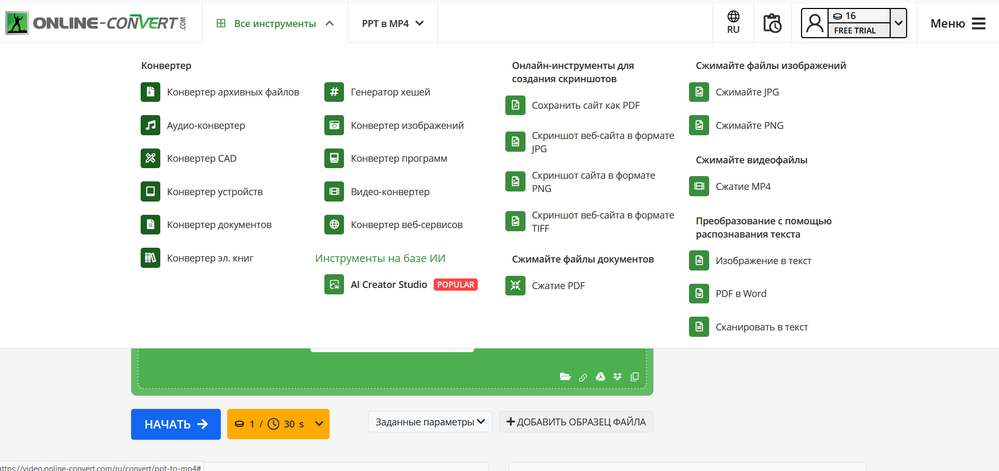 ONLINE-CONVERT.COM
Все инструменты
PPT в MP4
RU
16
FREE TRIAL
Меню
Конвертер
Конвертер архивных файлов
Аудио-конвертер
Конвертер CAD
Конвертер устройств
Конвертер документов
Конвертер эл. книг
Генератор хешей
Конвертер изображений
Конвертер программ
Видео-конвертер
Конвертер веб-сервисов
Инструменты на базе ИИ
AI Creator Studio POPULAR
Онлайн-инструменты для
создания скриншотов
Сохранить сайт как PDF
Скриншот веб-сайта в формате
JPG
Скриншот сайта в формате
PNG
Скриншот веб-сайта в формате
TIFF
Сжимайте файлы документов
Сжатие PDF
Сжимайте файлы изображений
Сжимайте JPG
Сжимайте PNG
Сжимайте видеофайлы
Сжатие MP4
Преобразование с помощью
распознавания текста
Изображение в текст
PDF в Word
Сканировать в текст
НАЧАТЬ
1 / 30 s
Заданные параметры
ДОБАВИТЬ ОБРАЗЕЦ ФАЙЛА
https://video.online-convert.com/ru/convert/ppt-to-mp4#